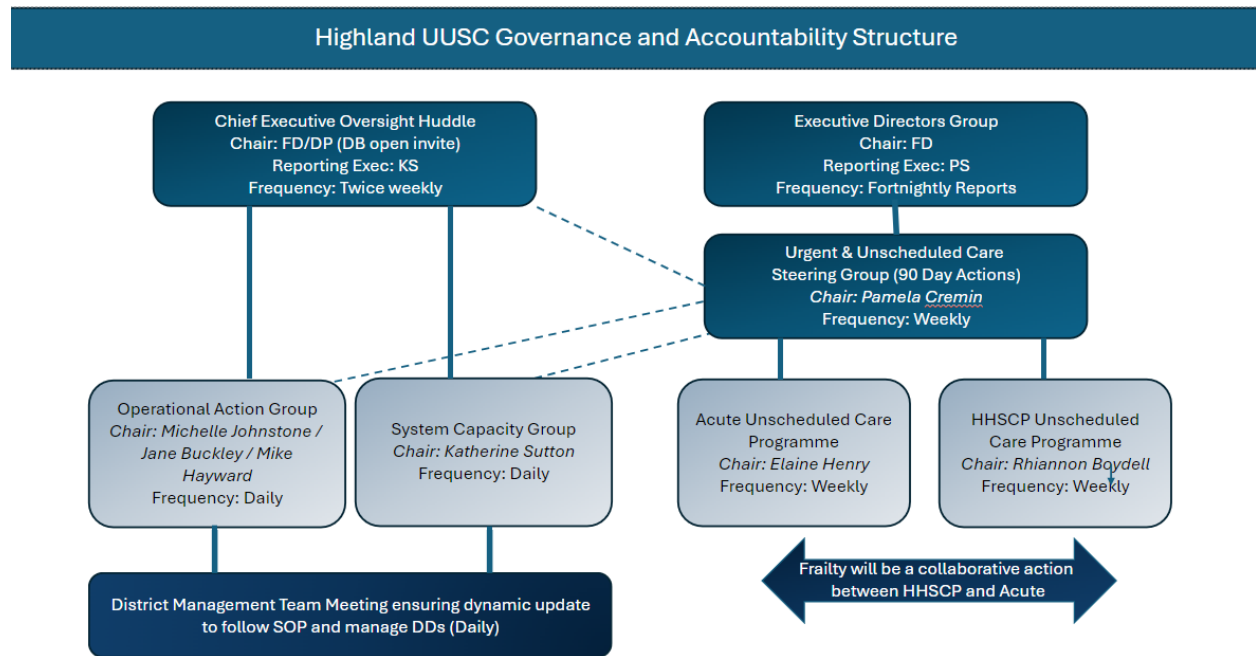 Highland UUSC Governance and Accountability Structure
Chief Executive Oversight Huddle
Chair: FD/DP (DB open invite)
Reporting Exec: KS
Frequency: Twice weekly
Executive Directors Group
Chair: FD
Reporting Exec: PS
Frequency: Fortnightly Reports
Urgent & Unscheduled Care
Steering Group (90 Day Actions)
Chair: Pamela Cremin
Frequency: Weekly
Operational Action Group
Chair: Michelle Johnstone /
Jane Buckley / Mike
Hayward
Frequency: Daily
System Capacity Group
Chair: Katherine Sutton
Frequency: Daily
Acute Unscheduled Care
Programme
Chair: Elaine Henry
Frequency: Weekly
HHSCP Unscheduled
Care Programme
Chair: Rhiannon Boydell
Frequency: Weekly
District Management Team Meeting ensuring dynamic update
to follow SOP and manage DDs (Daily)
Frailty will be a collaborative action
between HHSCP and Acute